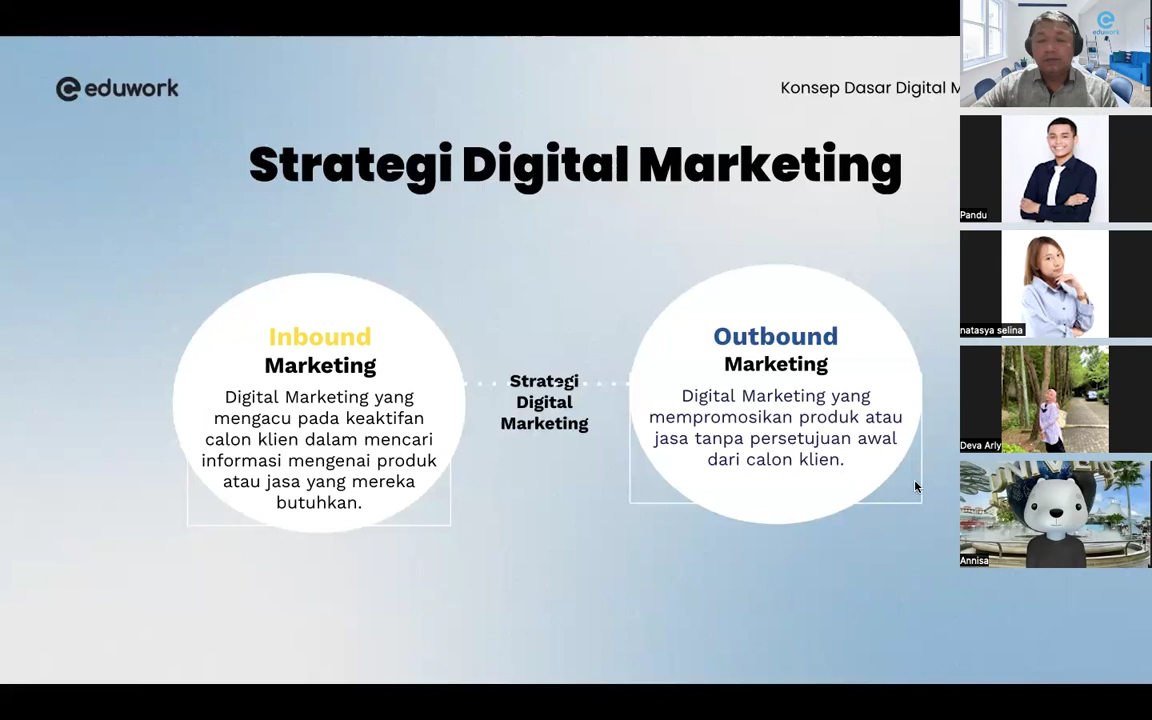 eduwork
Konsep Dasar Digital M
Strategi Digital Marketing
Inbound
Marketing
Digital Marketing yang
mengacu pada keaktifan
calon klien dalam mencari
informasi mengenai produk
atau jasa yang mereka
butuhkan.
Strategi
Digital
Marketing
Outbound
Marketing
Digital Marketing yang
mempromosikan produk atau
jasa tanpa persetujuan awal
dari calon klien.
eduwork
Pandu
natasya selina
Deva Arly
Annisa